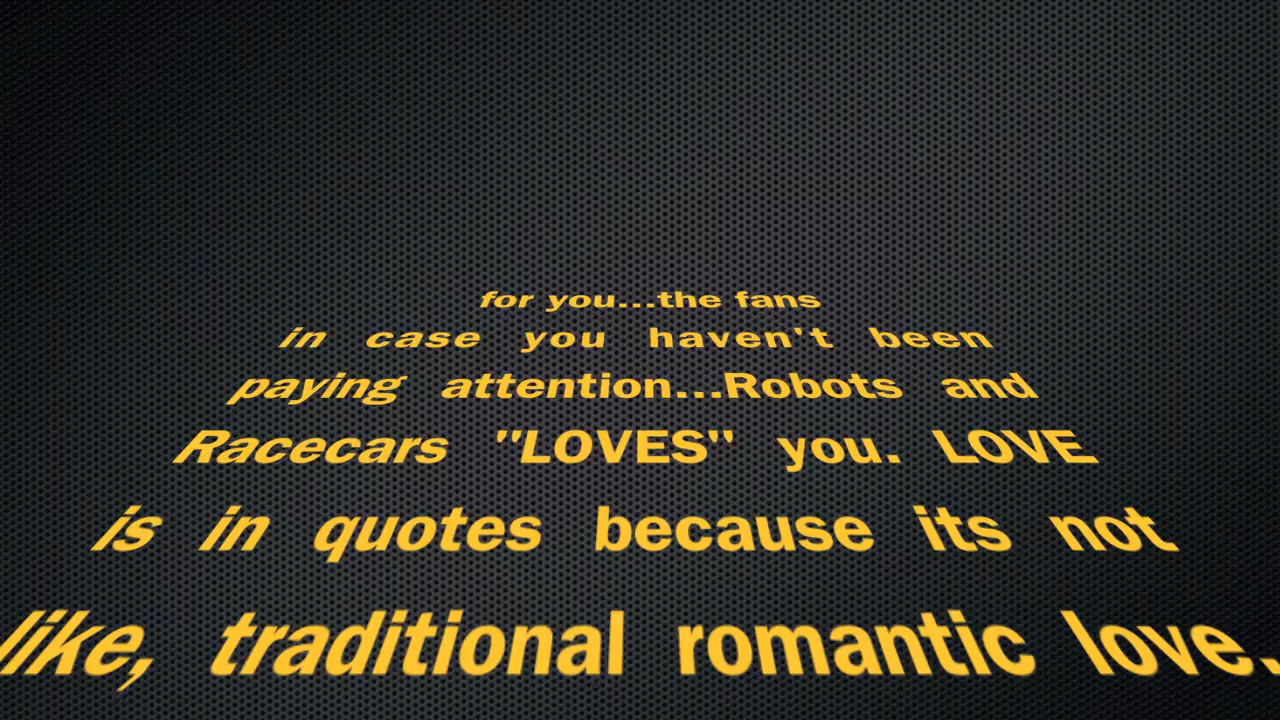 for you...the fans
in case you haven't been
paying attention...Robots and
Racecars "LOVES" you. LOVE
is in quotes because its not
like, traditional romantic love.